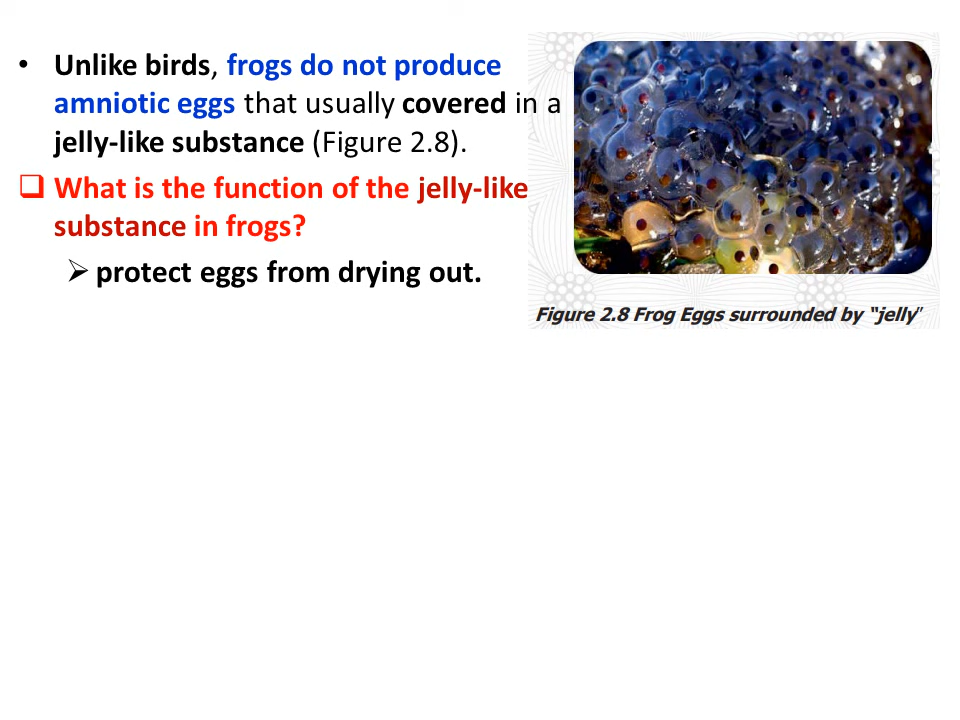 • Unlike birds, frogs do not produce
amniotic eggs that usually covered in a
jelly-like substance (Figure 2.8).
❑ What is the function of the jelly-like
substance in frogs?
➢ protect eggs from drying out.
Figure 2.8 Frog Eggs surrounded by "jelly"